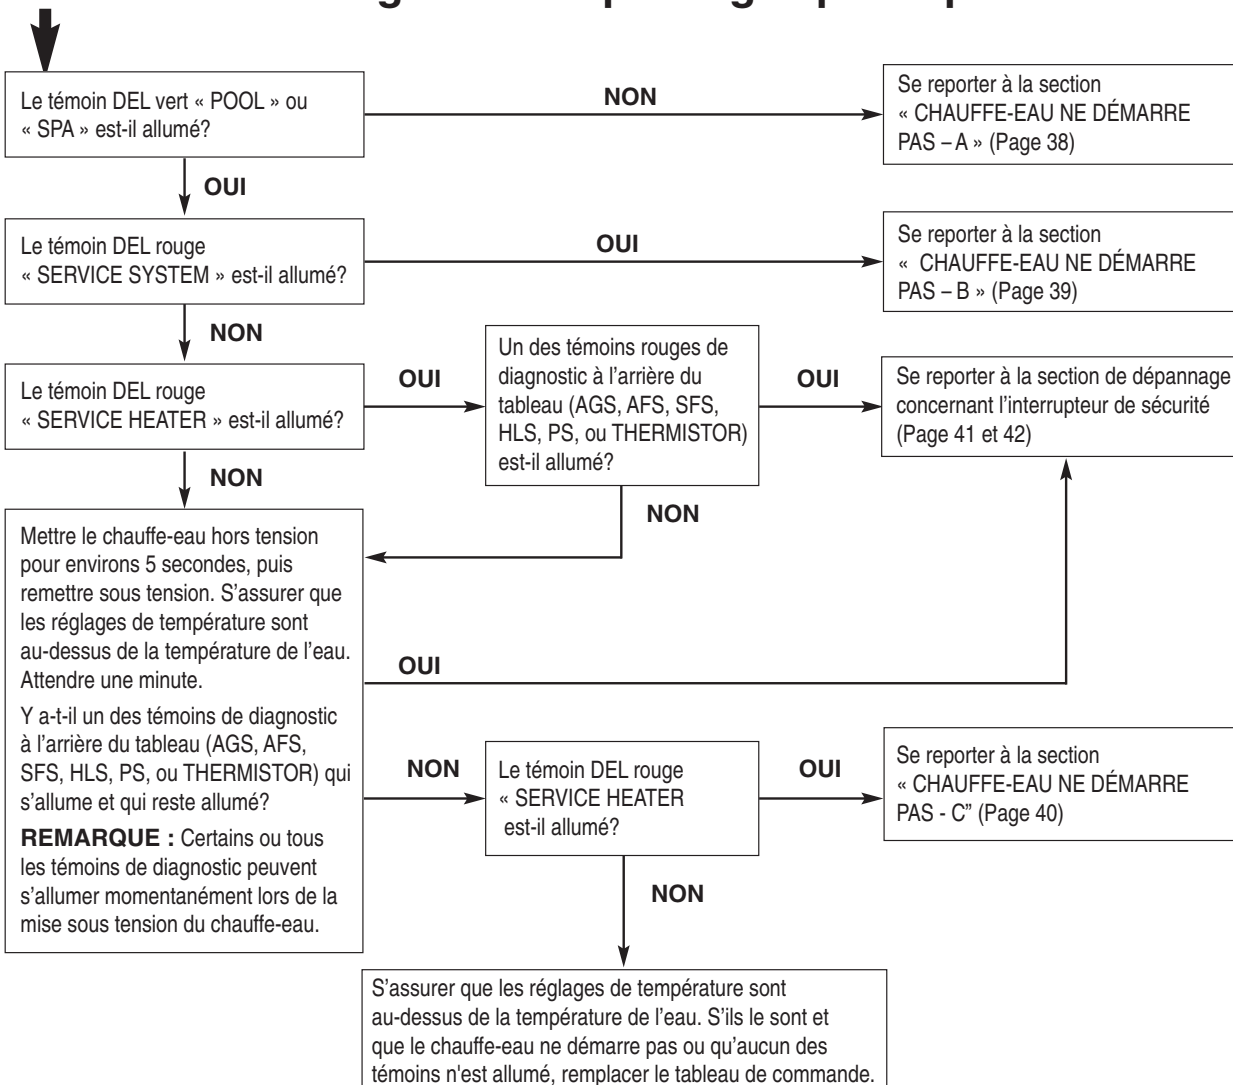 Le témoin DEL vert « POOL » ou
« SPA » est-il allumé?
NON
Se reporter à la section
« CHAUFFE-EAU NE DÉMARRE
PAS – A » (Page 38)
OUI
Le témoin DEL rouge
« SERVICE SYSTEM » est-il allumé?
OUI
Se reporter à la section
« CHAUFFE-EAU NE DÉMARRE
PAS – B » (Page 39)
NON
Le témoin DEL rouge
« SERVICE HEATER » est-il allumé?
OUI
Un des témoins rouges de
diagnostic à l’arrière du
tableau (AGS, AFS, SFS,
HLS, PS, ou THERMISTOR)
est-il allumé?
OUI
Se reporter à la section de dépannage
concernant l’interrupteur de sécurité
(Page 41 et 42)
NON
NON
Mettre le chauffe-eau hors tension
pour environs 5 secondes, puis
remettre sous tension. S’assurer que
les réglages de température sont
au-dessus de la température de l’eau.
Attendre une minute.
Y a-t-il un des témoins de diagnostic
à l’arrière du tableau (AGS, AFS,
SFS, HLS, PS, ou THERMISTOR) qui
s’allume et qui reste allumé?
REMARQUE : Certains ou tous
les témoins de diagnostic peuvent
s’allumer momentanément lors de la
mise sous tension du chauffe-eau.
OUI
NON
Le témoin DEL rouge
« SERVICE HEATER
est-il allumé?
OUI
Se reporter à la section
« CHAUFFE-EAU NE DÉMARRE
PAS - C” (Page 40)
NON
S’assurer que les réglages de température sont
au-dessus de la température de l’eau. S’ils le sont et
que le chauffe-eau ne démarre pas ou qu’aucun des
témoins n'est allumé, remplacer le tableau de commande.